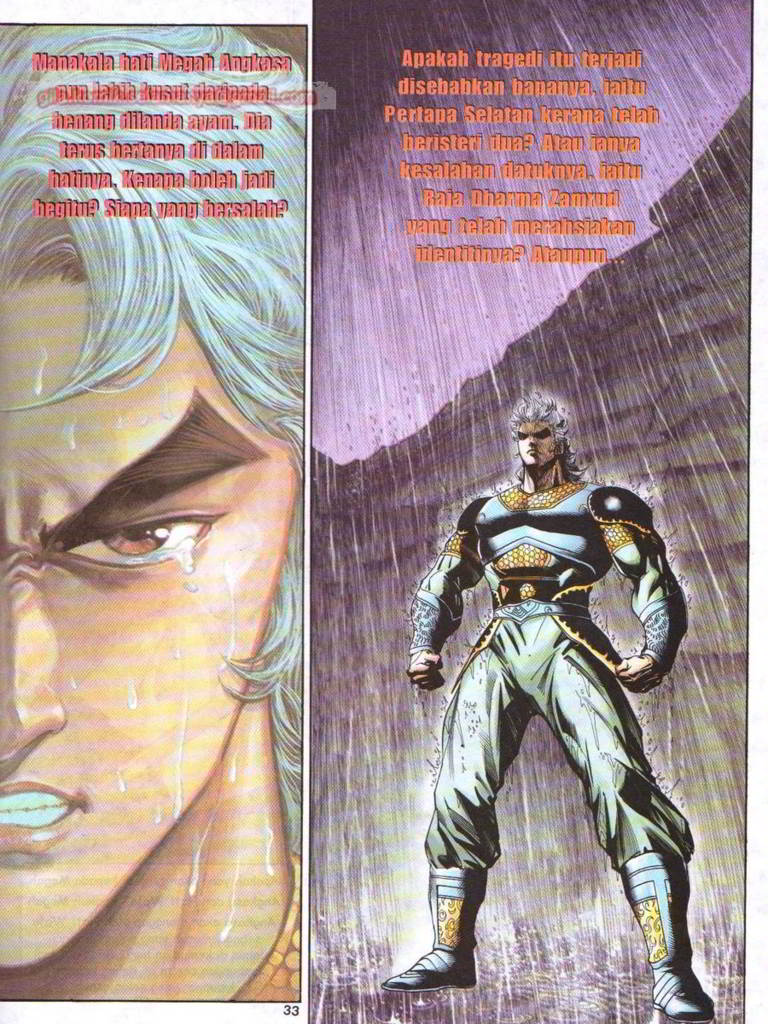 Manakala hati Megah Angkasa
pun lebih kusut daripada
benang dilanda ayam. Dia
terus bertanya di dalam
hatinya. Kenapa boleh jadi
begitu? Siapa yang bersalah?
Apakah tragedi itu terjadi
disebabkan bapanya, iaitu
Pertapa Selatan kerana telah
beristeri dua? Atau ianya
kesalahan datuknya, iaitu
Raja Dharma Zamrud
yang telah merahsiakan
identitinya? Ataupun...
33